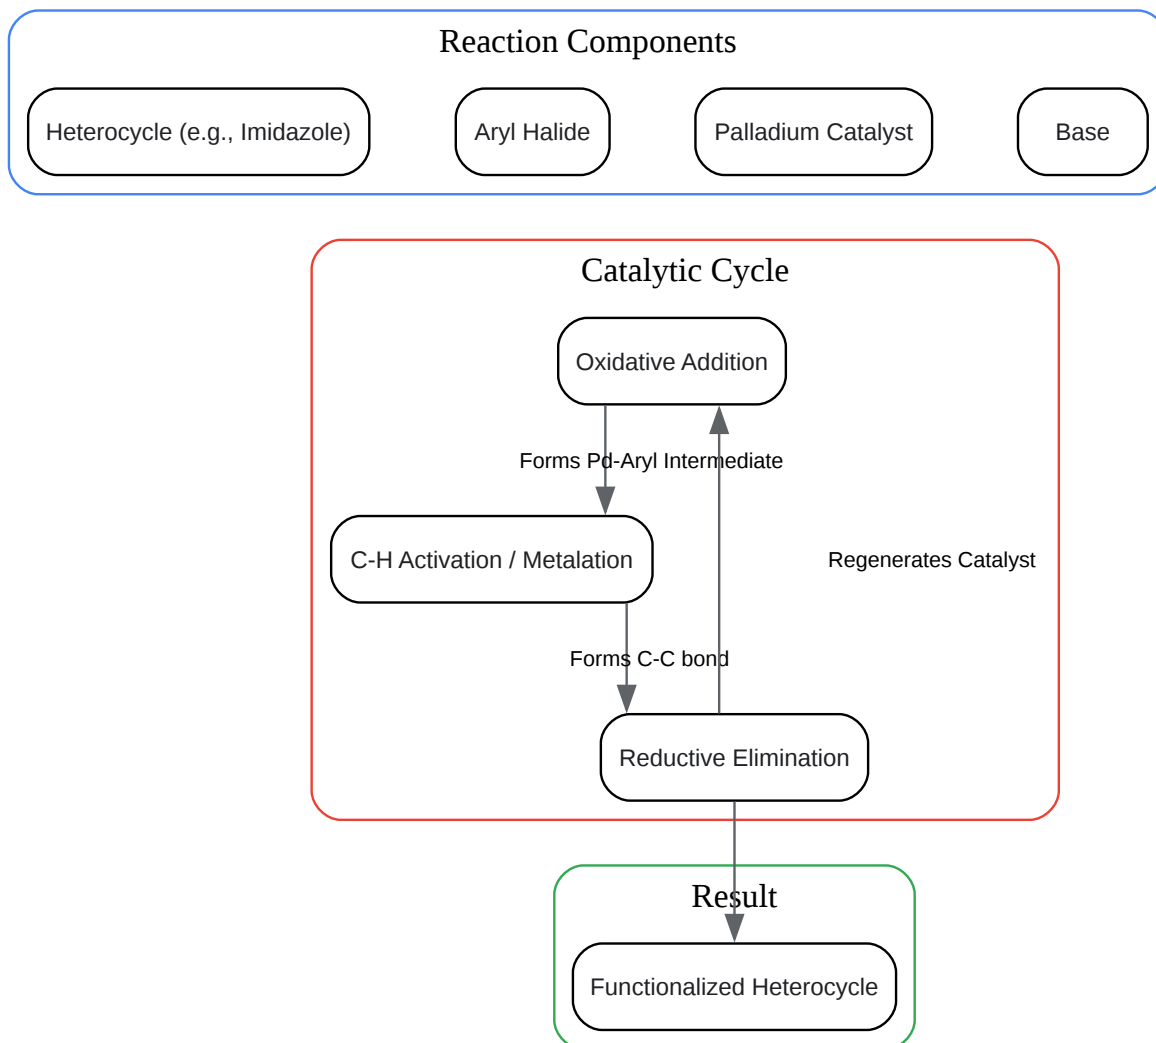 Reaction Components
Heterocycle (e.g., Imidazole)
Aryl Halide
Palladium Catalyst
Base
Catalytic Cycle
Oxidative Addition
Forms Pd-Aryl Intermediate
C-H Activation / Metalation
Regenerates Catalyst
Forms C-C bond
Reductive Elimination
Result
Functionalized Heterocycle